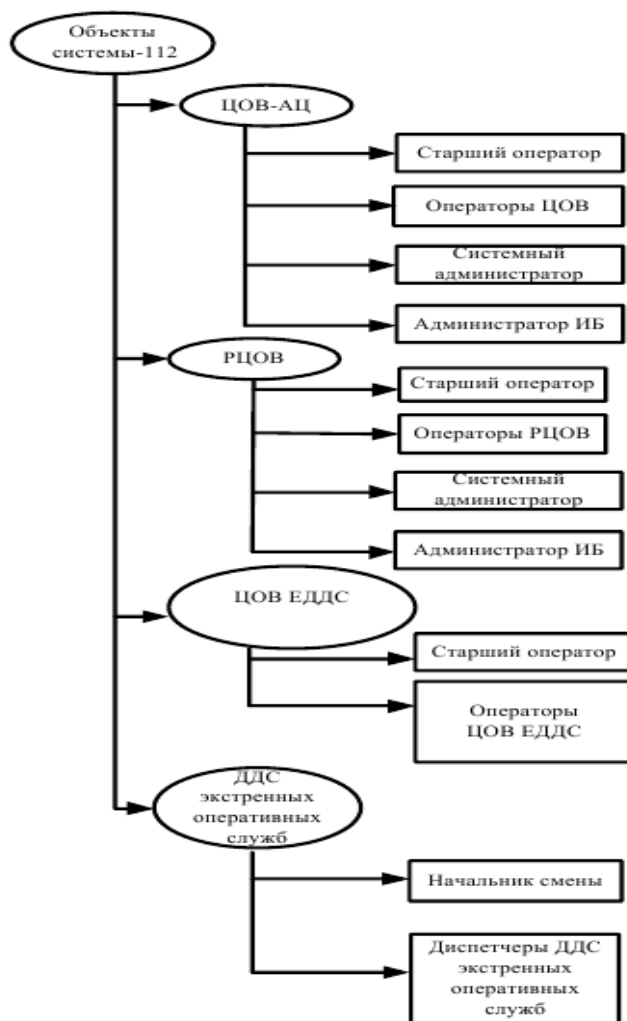 Объекты
системы-112
ЦОВ-АЦ
Старший оператор
Операторы ЦОВ
Системный
администратор
Администратор ИБ
РЦОВ
Старший оператор
Операторы РЦОВ
Системный
администратор
Администратор ИБ
ЦОВ ЕДДС
Старший оператор
Операторы
ЦОВ ЕДДС
ДДС
экстренных
оперативных
служб
Начальник смены
Диспетчеры ДДС
экстренных
оперативных
служб